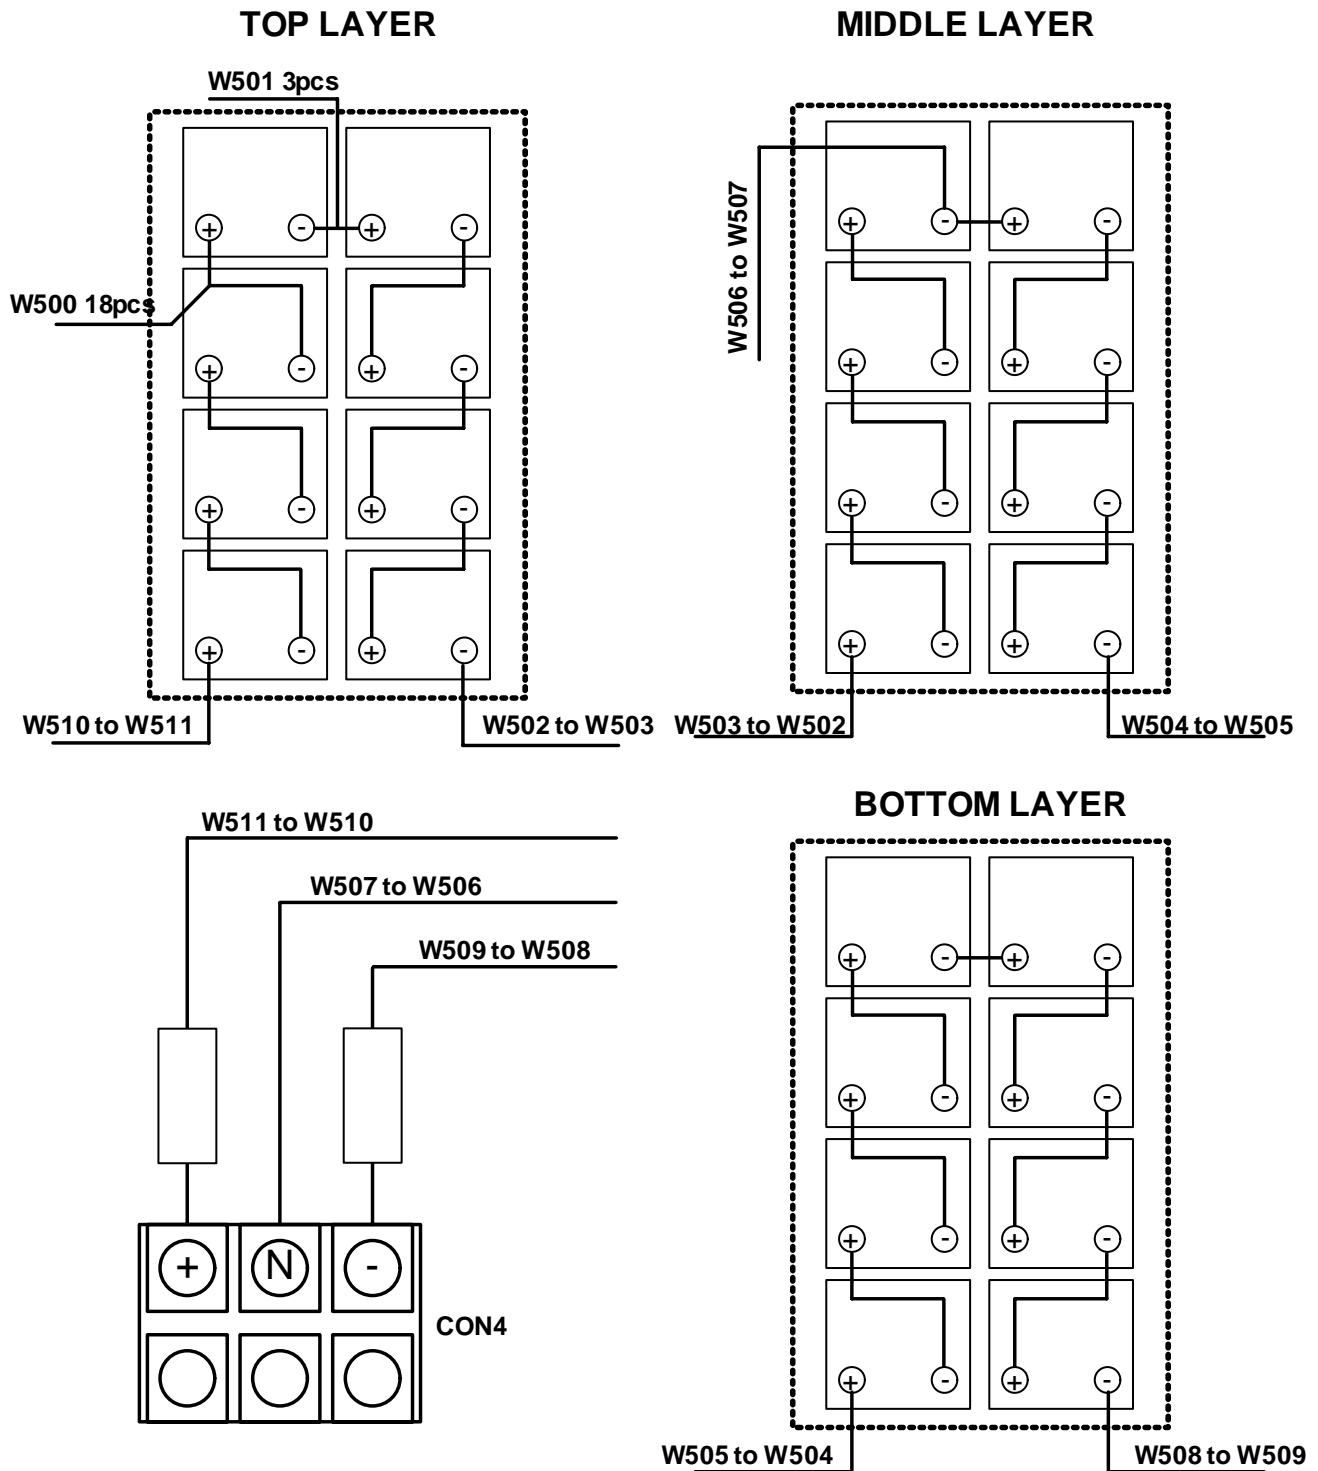 TOP LAYER
MIDDLE LAYER
W501 3pcs
+ - + -
W500 18pcs
+ - + -
+ - + -
+ - + -
W510 to W511
W502 to W503
W506 to W507
+ - + -
+ - + -
+ - + -
+ - + -
W503 to W502
W504 to W505
W511 to W510
W507 to W506
W509 to W508
+ N -
CON4
BOTTOM LAYER
+ - + -
+ - + -
+ - + -
+ - + -
W505 to W504
W508 to W509